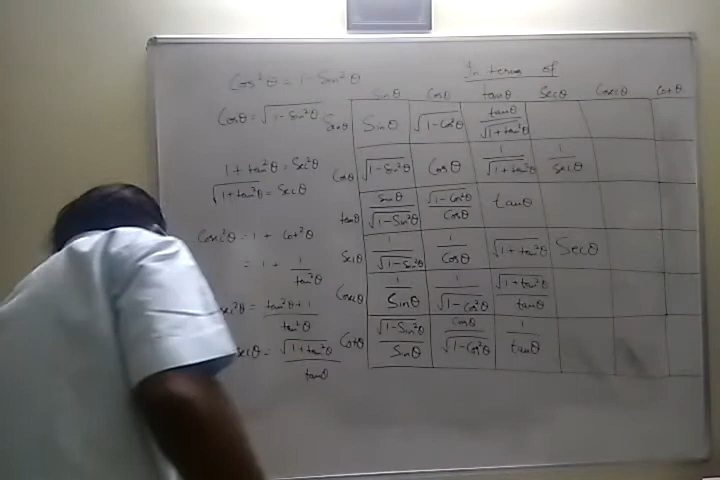 Cos²θ = 1 - Sin²θ
Cosθ = √(1 - Sin²θ)
1 + tan²θ = Sec²θ
√(1 + tan²θ) = Secθ
Cosec²θ = 1 + Cot²θ
= 1 + 1/tan²θ
sec²θ = (tan²θ + 1)/tan²θ
secθ = √(1 + tan²θ)/tanθ
In terms of
Sinθ Cosθ tanθ Secθ Cosecθ Cotθ
Sinθ Sinθ √(1 - Cos²θ) tanθ/√(1 + tan²θ)
Cosθ √(1 - Sin²θ) Cosθ 1/√(1 + tan²θ) 1/Secθ
tanθ Sinθ/√(1 - Sin²θ) √(1 - Cos²θ)/Cosθ tanθ
Secθ 1/√(1 - Sin²θ) 1/Cosθ √(1 + tan²θ) Secθ
Cosecθ 1/Sinθ 1/√(1 - Cos²θ) √(1 + tan²θ)/tanθ
Cotθ √(1 - Sin²θ)/Sinθ Cosθ/√(1 - Cos²θ) 1/tanθ